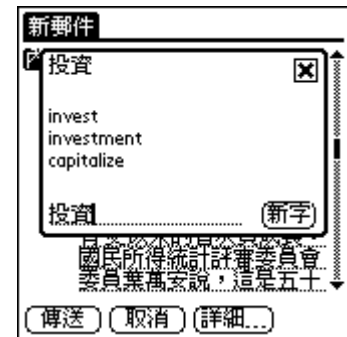 新郵件
投資
invest
investment
capitalize
投資
新字
國民所得統計評審委員會
委員葉萬安說，這是五十
傳送
取消
詳細...